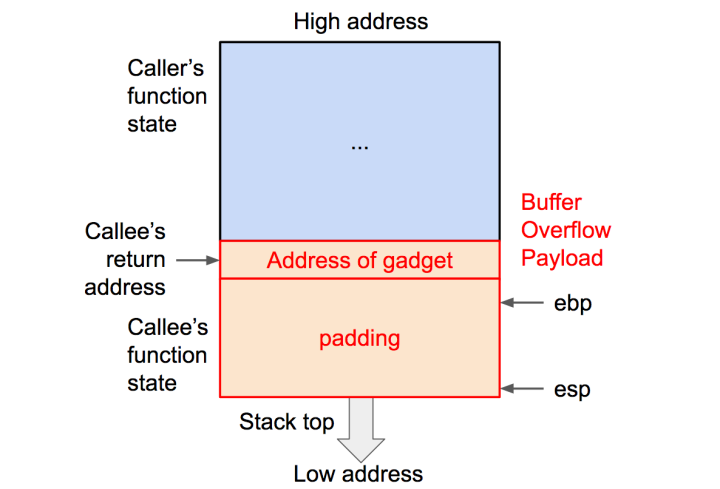 High address
Caller's
function
state
...
Buffer
Overflow
Payload
Callee's
return
address
Address of gadget
ebp
Callee's
function
state
padding
esp
Stack top
Low address